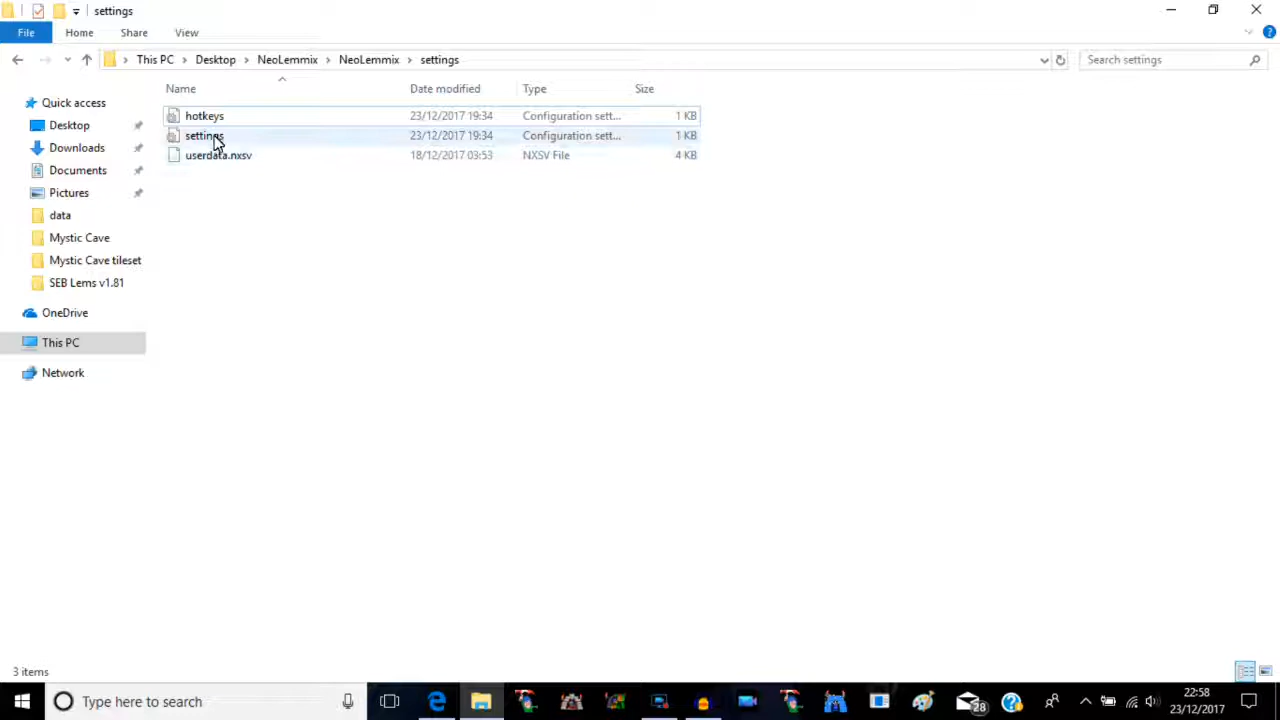 settings
File Home Share View
This PC Desktop NeoLemmix NeoLemmix settings Search settings
Name Date modified Type Size
Quick access
Desktop
Downloads
Documents
Pictures
data
Mystic Cave
Mystic Cave tileset
SEB Lems v1.81
OneDrive
This PC
Network
hotkeys 23/12/2017 19:34 Configuration sett... 1 KB
settings 23/12/2017 19:34 Configuration sett... 1 KB
userdata.nxsv 18/12/2017 03:53 NXSV File 4 KB
3 items
Type here to search
28
22:58
23/12/2017